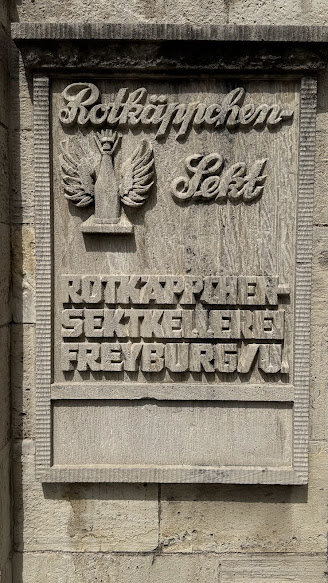 Rotkäppchen-
Sekt
ROTKÄPPCHEN-
SEKTKELLEREI
FREYBURG/U.